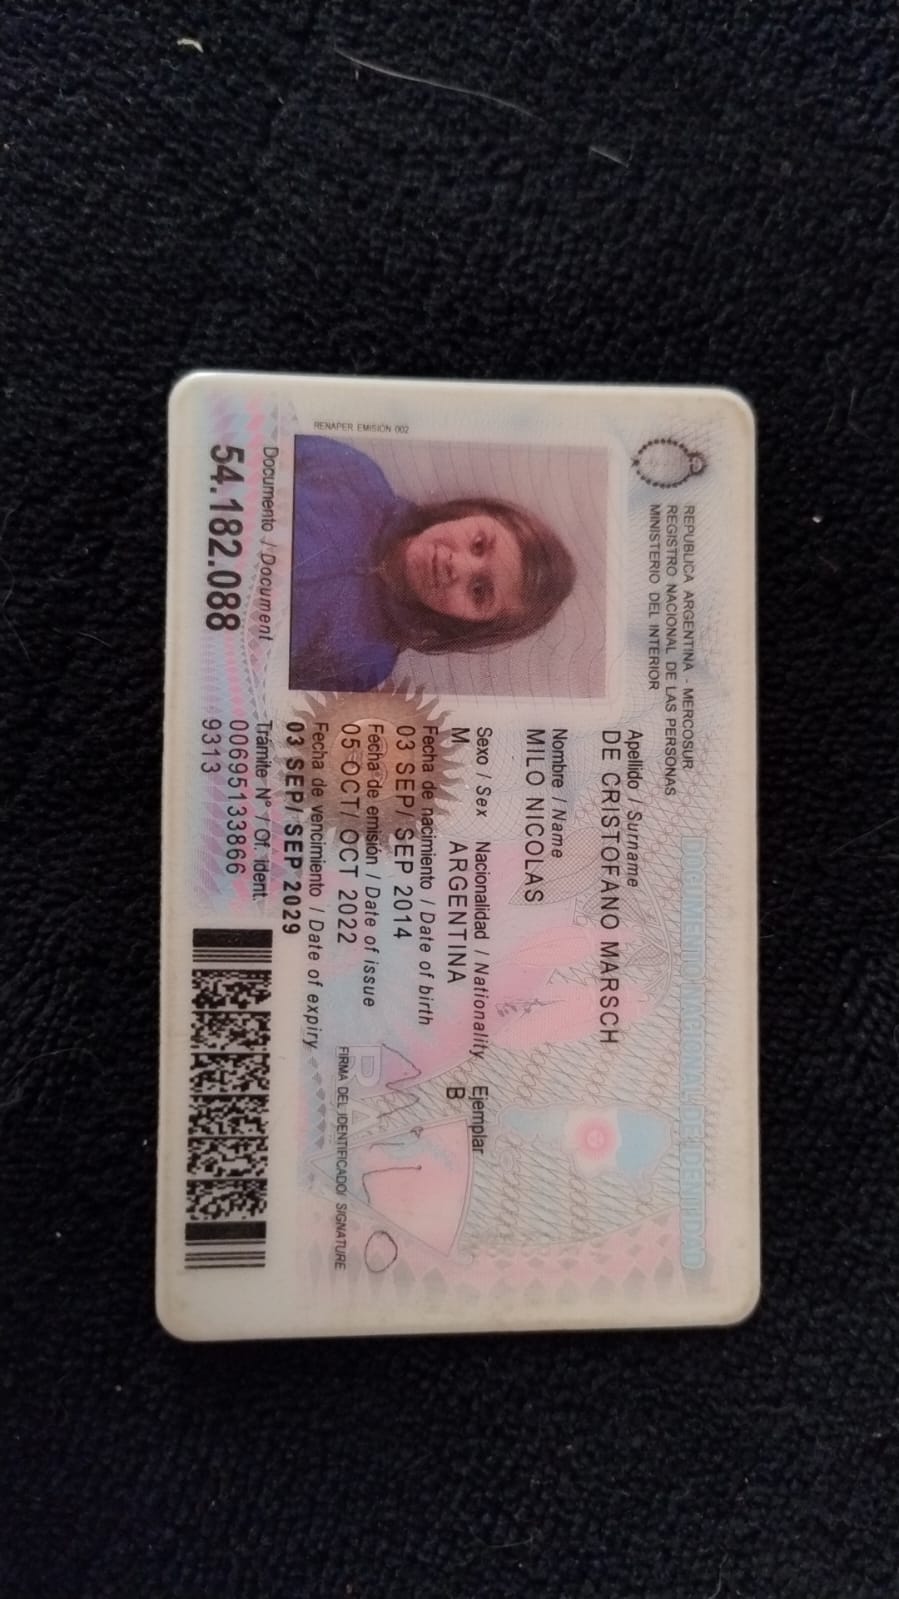 REPUBLICA ARGENTINA - MERCOSUR
REGISTRO NACIONAL DE LAS PERSONAS
MINISTERIO DEL INTERIOR
DOCUMENTO NACIONAL DE IDENTIDAD
RENAPER EMISIÓN 002
Apellido / Surname
DE CRISTOFANO MARSCH
Nombre / Name
MILO NICOLAS
Sexo / Sex Nacionalidad / Nationality Ejemplar
M ARGENTINA B
Fecha de nacimiento / Date of birth
03 SEP/ SEP 2014
Fecha de emisión / Date of issue
05 OCT/ OCT 2022
Fecha de vencimiento / Date of expiry
03 SEP/ SEP 2029
MiLO
FIRMA DEL IDENTIFICADO/ SIGNATURE
Documento / Document
54.182.088
Trámite N° / Of. ident.
00695133866
9313